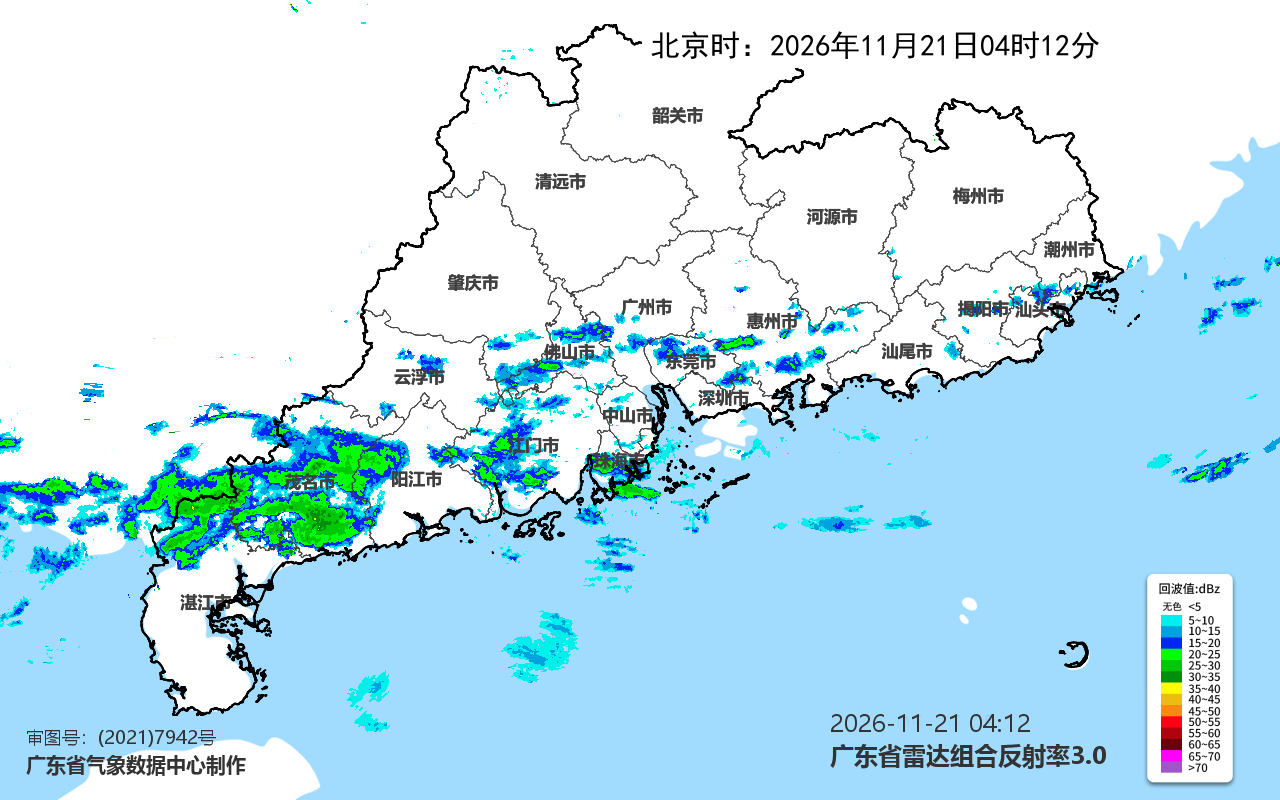 北京时：2026年11月21日04时12分
韶关市
清远市
梅州市
河源市
潮州市
肇庆市
广州市
揭阳市
汕头市
惠州市
佛山市
汕尾市
东莞市
云浮市
深圳市
中山市
江门市
珠海市
茂名市
阳江市
湛江市
回波值:dBz
无色 <5
5~10
10~15
15~20
20~25
25~30
30~35
35~40
40~45
45~50
50~55
55~60
60~65
65~70
>70
2026-11-21 04:12
广东省雷达组合反射率3.0
审图号：(2021)7942号
广东省气象数据中心制作